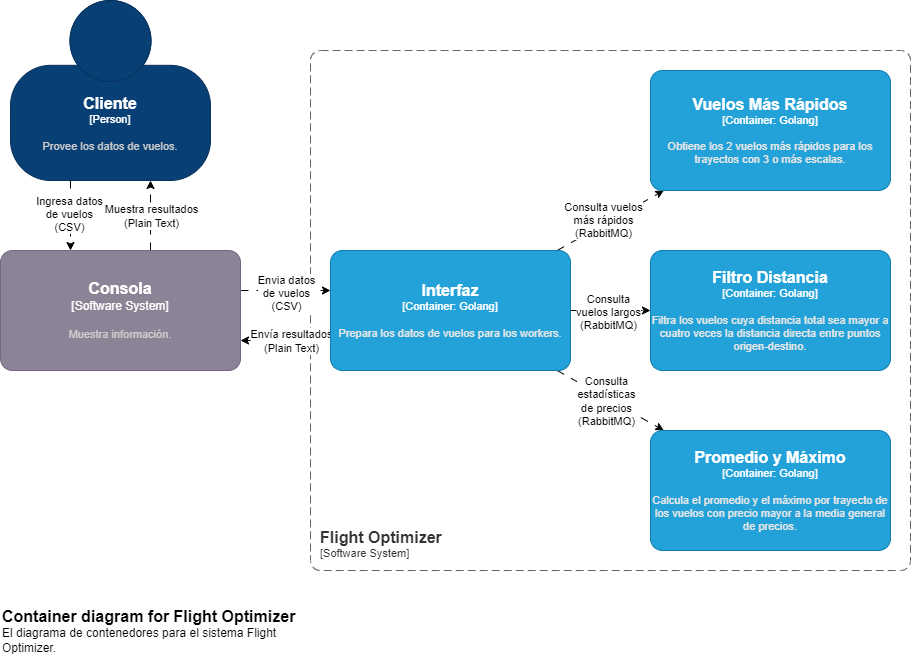 Cliente
[Person]
Provee los datos de vuelos.
Ingresa datos
de vuelos
(CSV)
Muestra resultados
(Plain Text)
Consola
[Software System]
Muestra información.
Envia datos
de vuelos
(CSV)
Envía resultados
(Plain Text)
Interfaz
[Container: Golang]
Prepara los datos de vuelos para los workers.
Consulta vuelos
más rápidos
(RabbitMQ)
Consulta
vuelos largos
(RabbitMQ)
Consulta
estadísticas
de precios
(RabbitMQ)
Vuelos Más Rápidos
[Container: Golang]
Obtiene los 2 vuelos más rápidos para los
trayectos con 3 o más escalas.
Filtro Distancia
[Container: Golang]
Filtra los vuelos cuya distancia total sea mayor a
cuatro veces la distancia directa entre puntos
origen-destino.
Promedio y Máximo
[Container: Golang]
Calcula el promedio y el máximo por trayecto de
los vuelos con precio mayor a la media general
de precios.
Flight Optimizer
[Software System]
Container diagram for Flight Optimizer
El diagrama de contenedores para el sistema Flight
Optimizer.